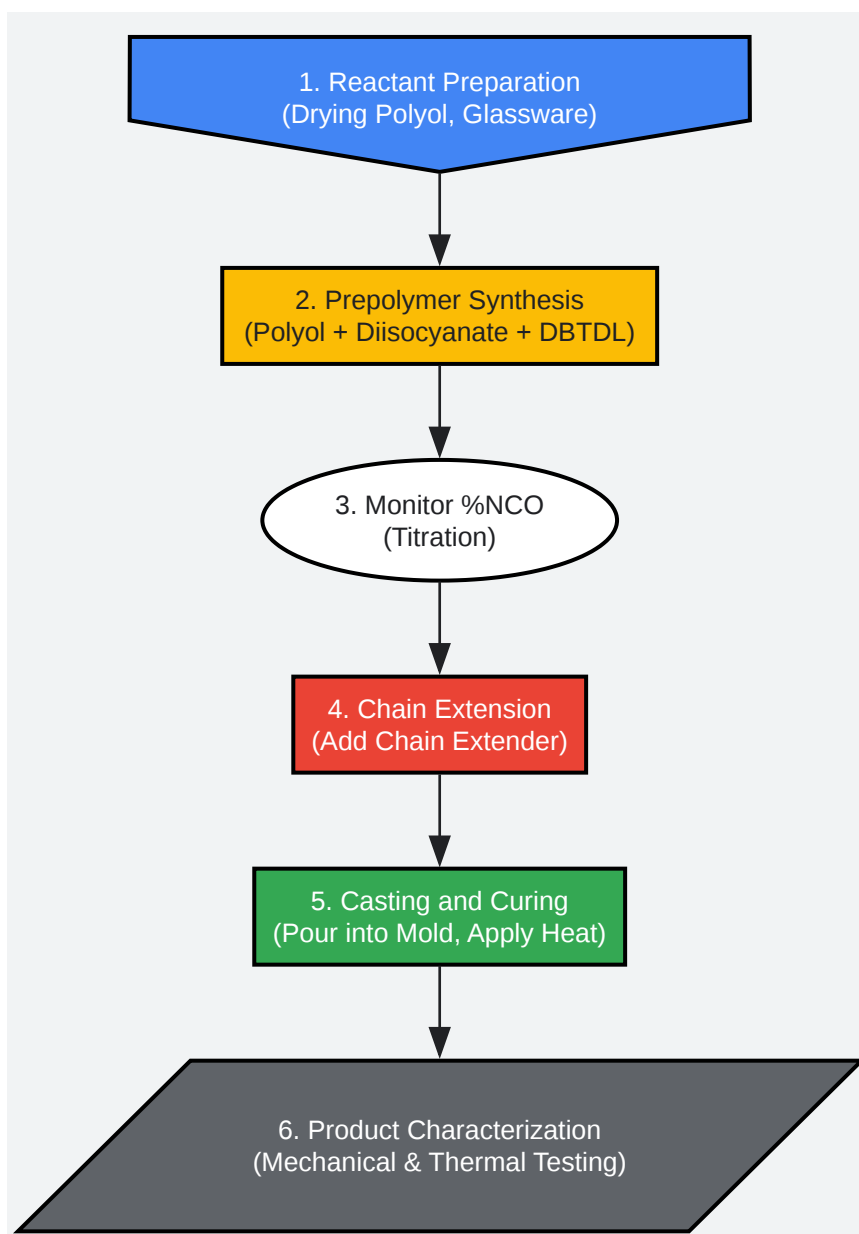 1. Reactant Preparation
(Drying Polyol, Glassware)
2. Prepolymer Synthesis
(Polyol + Diisocyanate + DBTDL)
3. Monitor %NCO
(Titration)
4. Chain Extension
(Add Chain Extender)
5. Casting and Curing
(Pour into Mold, Apply Heat)
6. Product Characterization
(Mechanical & Thermal Testing)